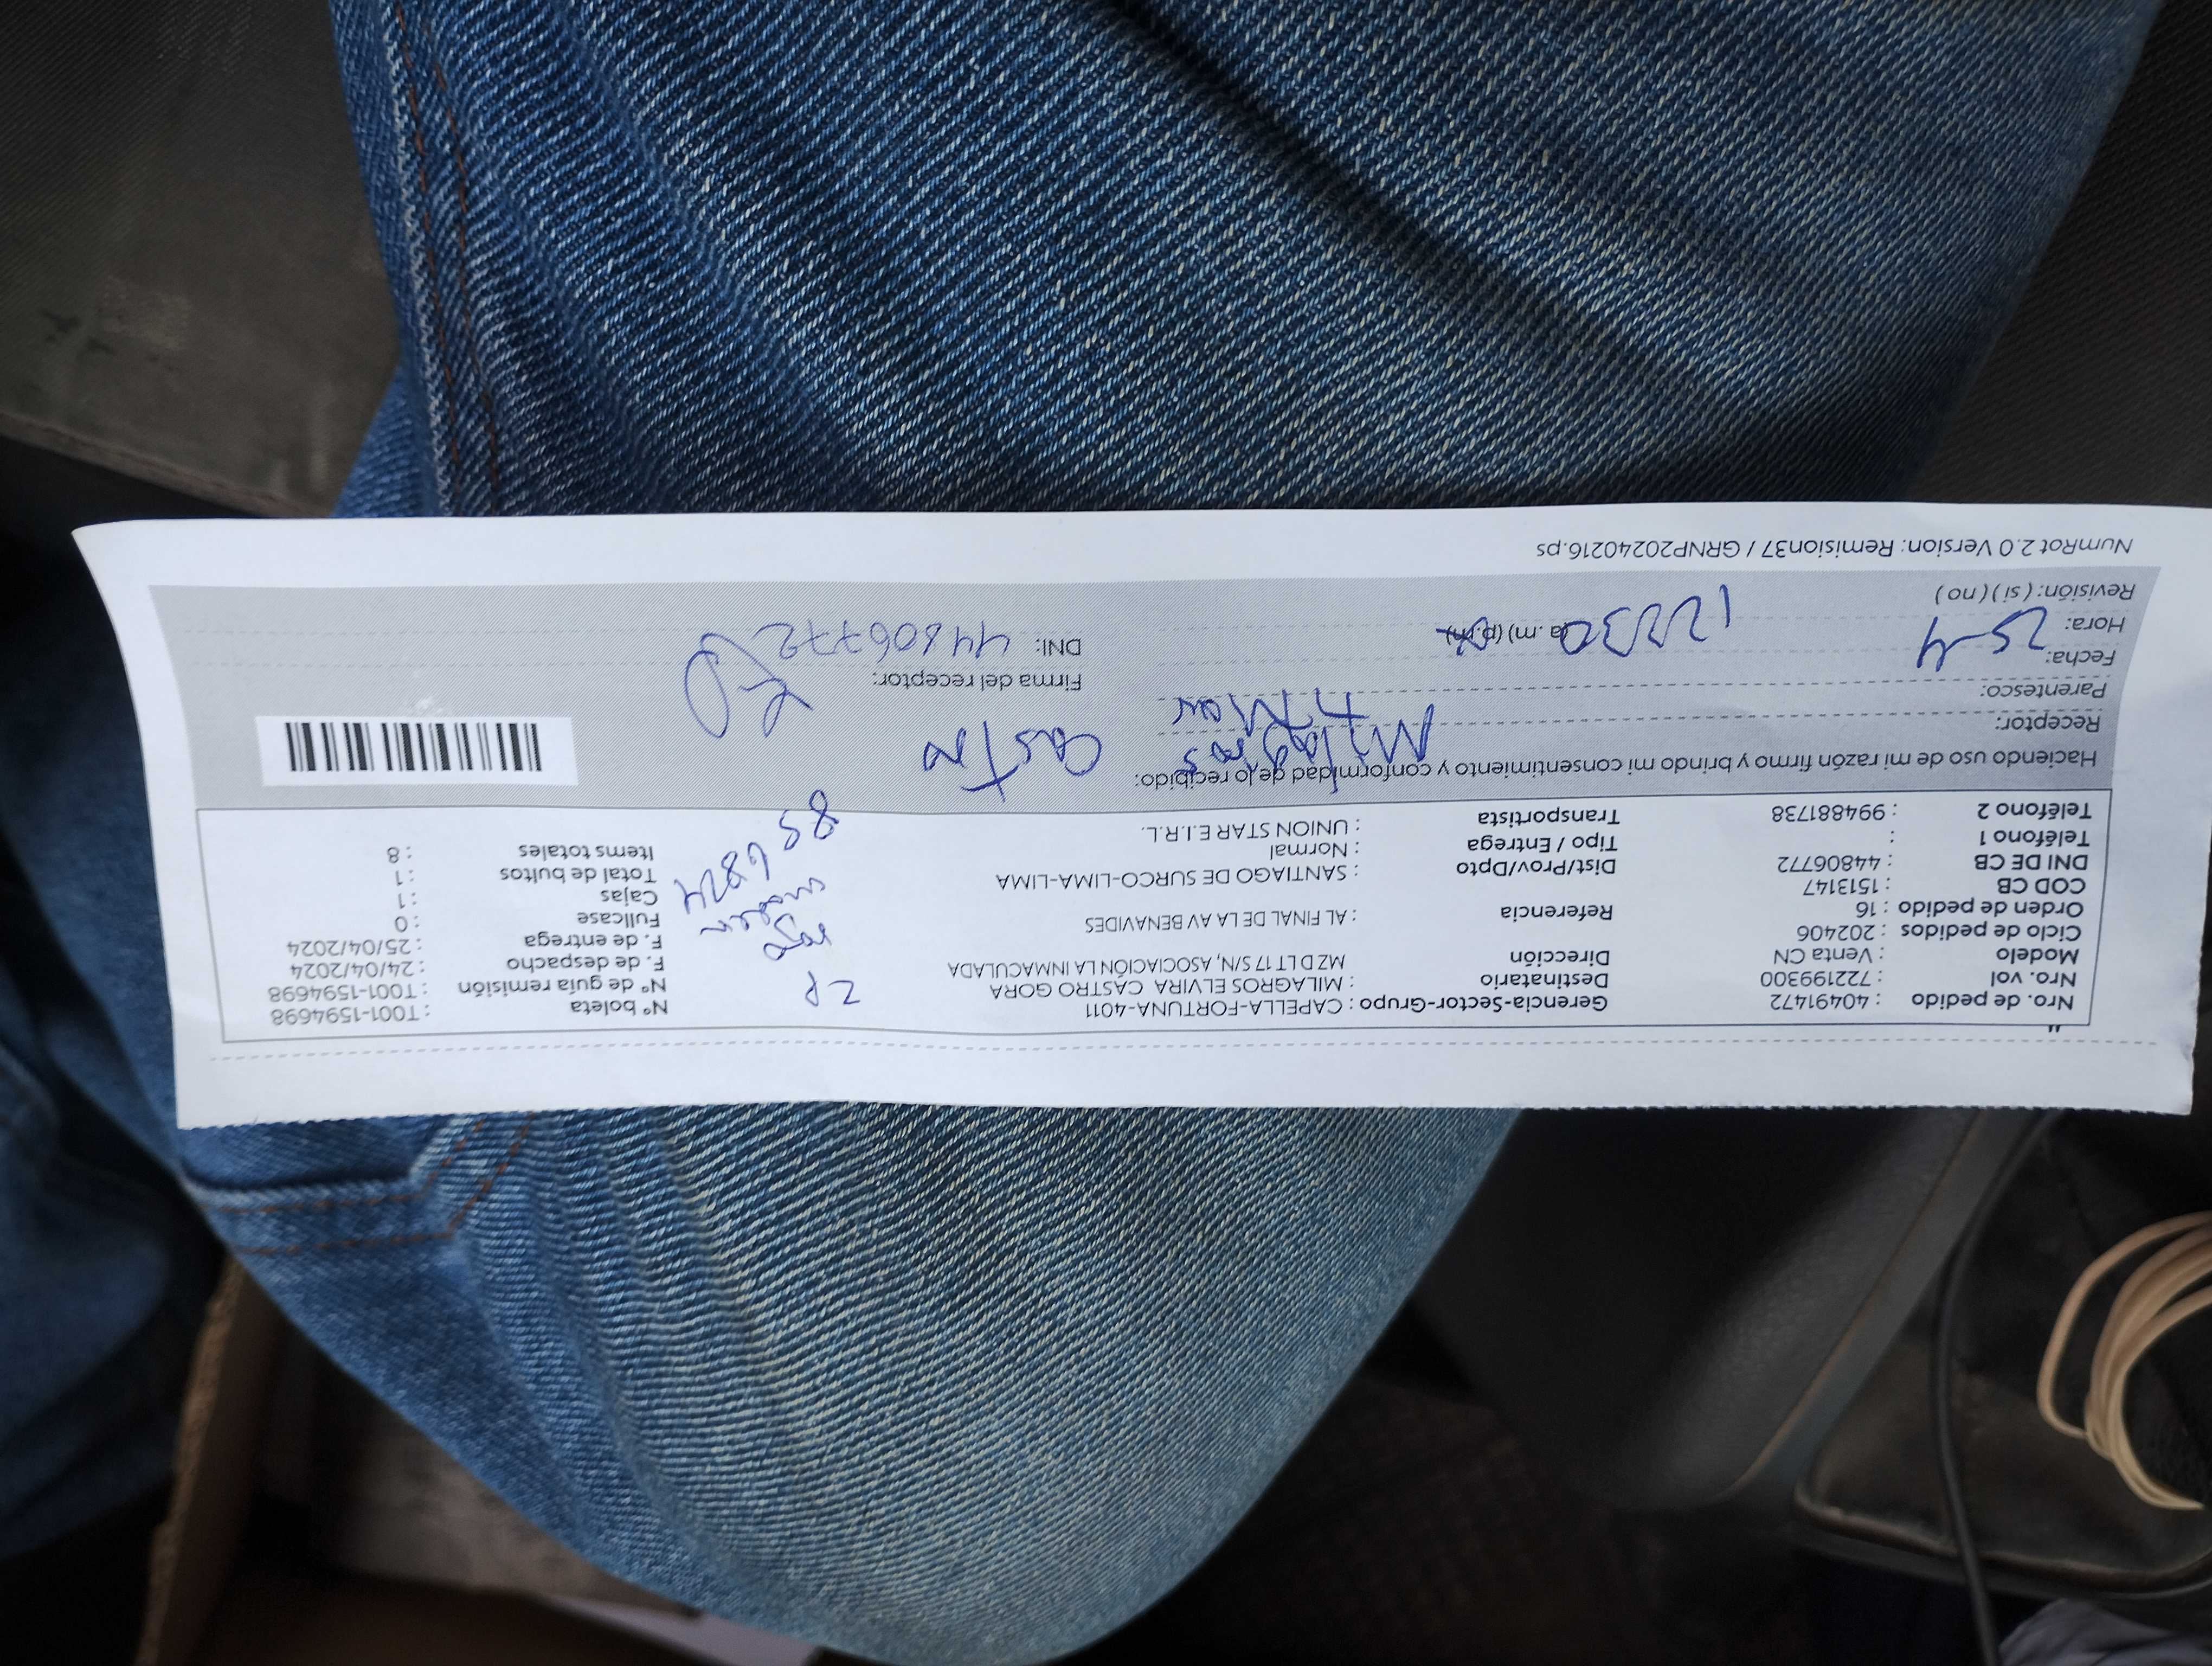 Nro. de pedido : 40491472 Gerencia-Sector-Grupo : CAPELLA-FORTUNA-4011 N° boleta : T001-1594698
Nro. vol : 722199300 Destinatario : MILAGROS ELVIRA CASTRO GORA N° de guia remisión : T001-1594698
Modelo : Venta CN Dirección MZ D LT 17 S/N, ASOCIACIÓN LA INMACULADA F. de despacho : 24/04/2024
Ciclo de pedidos : 202406 F. de entrega : 25/04/2024
Orden de pedido : 16 Referencia : AL FINAL DE LA AV BENAVIDES Fullcase : 0
COD CB : 1513147 Cajas : 1
DNI DE CB : 44806772 Dist/Prov/Dpto : SANTIAGO DE SURCO-LIMA-LIMA Total de bultos : 1
Teléfono 1 : Tipo / Entrega : Normal Items totales : 8
Teléfono 2 : 994881738 Transportista : UNION STAR E.I.R.L.
2P
rejo
6824
85
Haciendo uso de mi razón firmo y brindo mi consentimiento y conformidad de lo recibido:
Receptor: Milagros Castro
Parentesco: Firma del receptor:
Fecha: 25-4
Hora: 12:30 (a .m) (p.m) DNI: 44806772
Revisión: ( si ) ( no )
NumRot 2.0 Version: Remision37 / GRNP20240216.ps